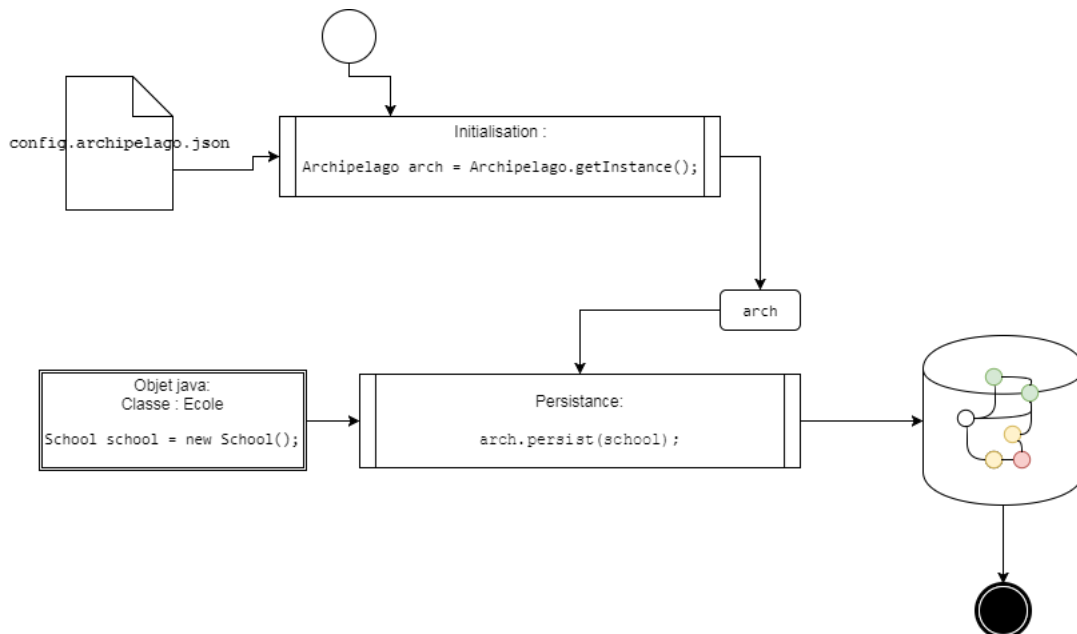 config.archipelago.json
Initialisation :
Archipelago arch = Archipelago.getInstance();
arch
Objet java:
Classe : Ecole
School school = new School();
Persistance:
arch.persist(school);